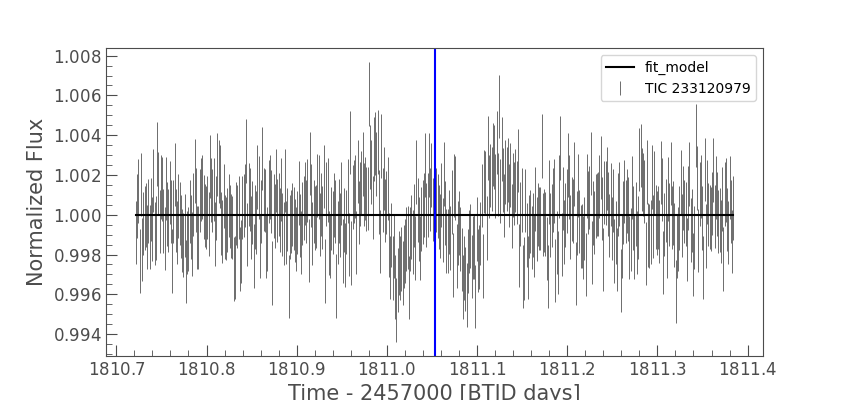 1.008
1.006
1.004
1.002
1.000
0.998
0.996
0.994
Normalized Flux
fit_model
TIC 233120979
1810.7 1810.8 1810.9 1811.0 1811.1 1811.2 1811.3 1811.4
Time - 2457000 [BTJD days]